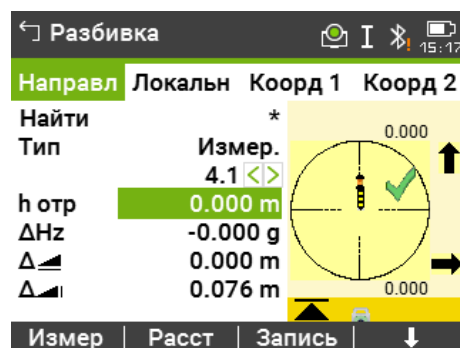 Разбивка
I
15:17
Направл Локальн Коорд 1 Коорд 2
Найти *
Тип Измер.
4.1 < >
h отр 0.000 m
ΔHz -0.000 g
Δ 0.000 m
Δ 0.076 m
0.000
0.000
Измер Расст Запись